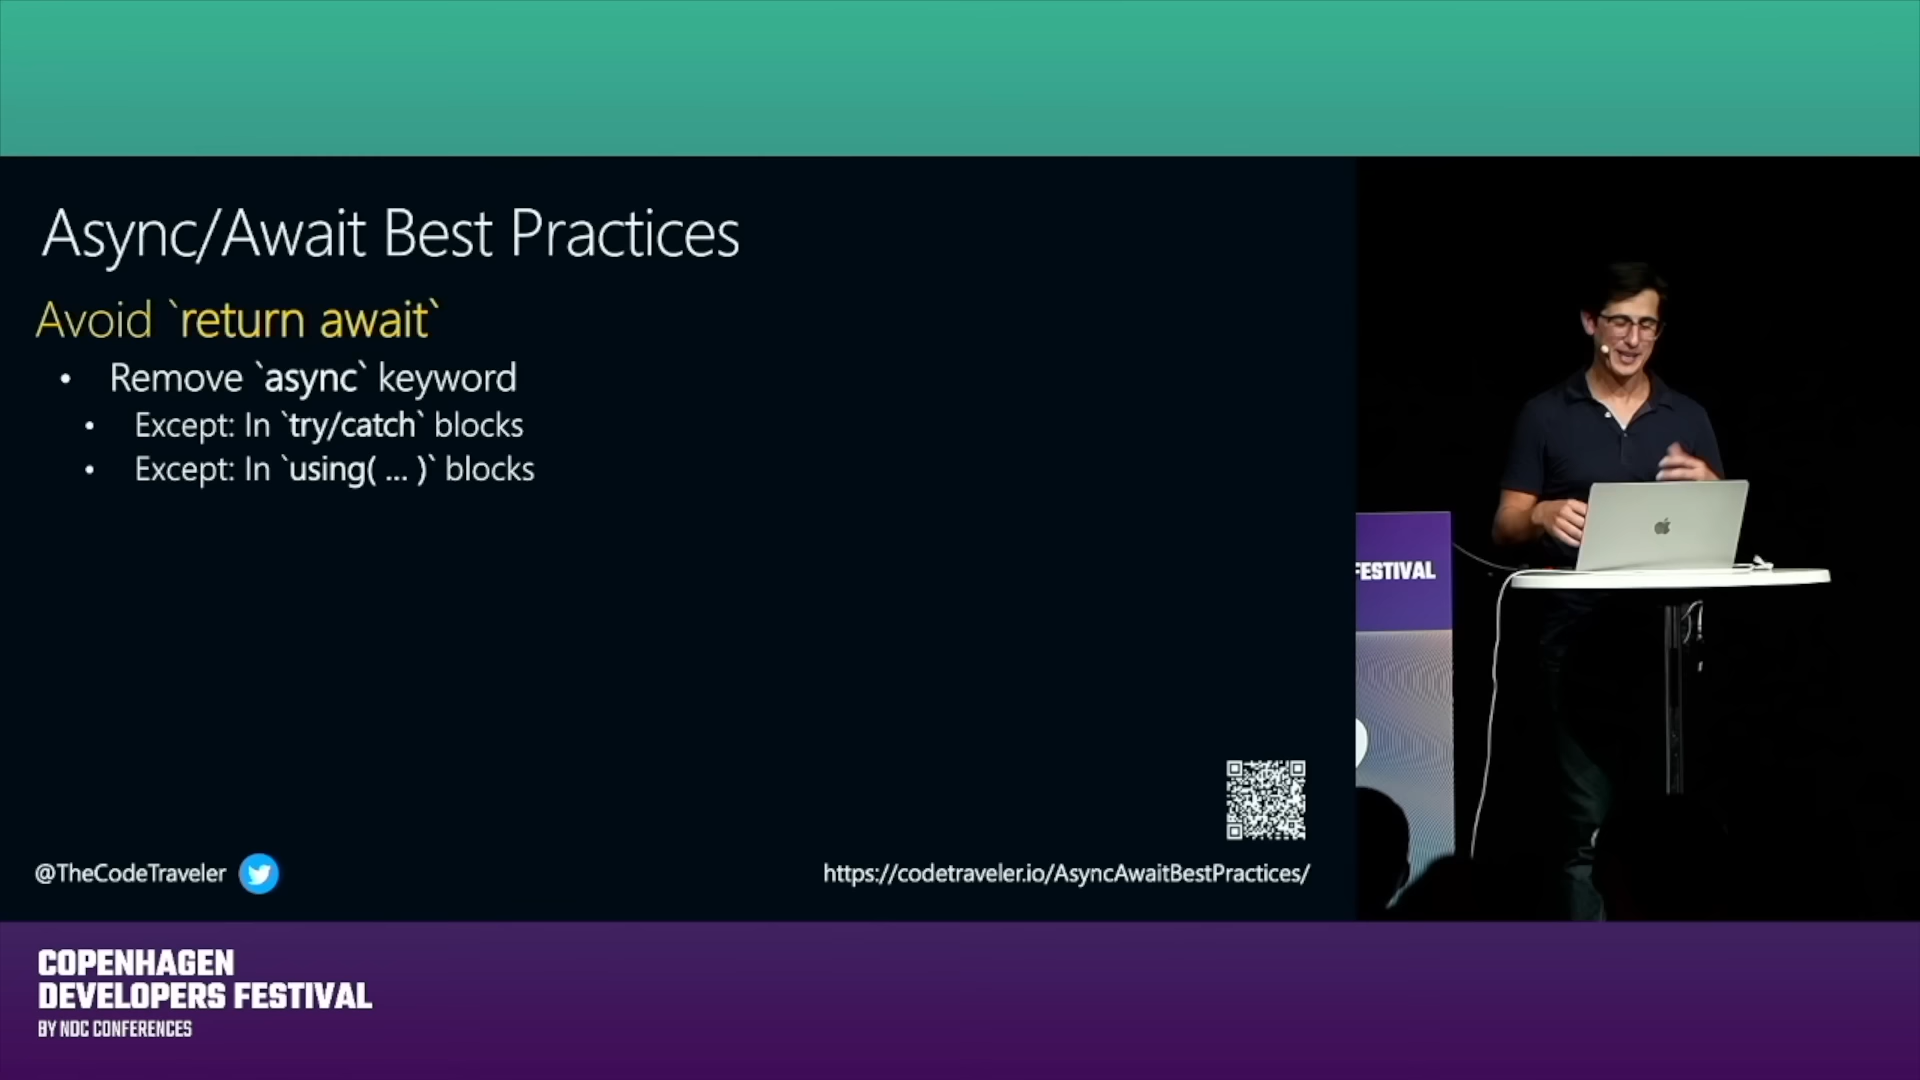 Async/Await Best Practices
Avoid `return await`
• Remove `async` keyword
• Except: In `try/catch` blocks
• Except: In `using( ... )` blocks
@TheCodeTraveler
https://codetraveler.io/AsyncAwaitBestPractices/
FESTIVAL
COPENHAGEN
DEVELOPERS FESTIVAL
BY NDC CONFERENCES